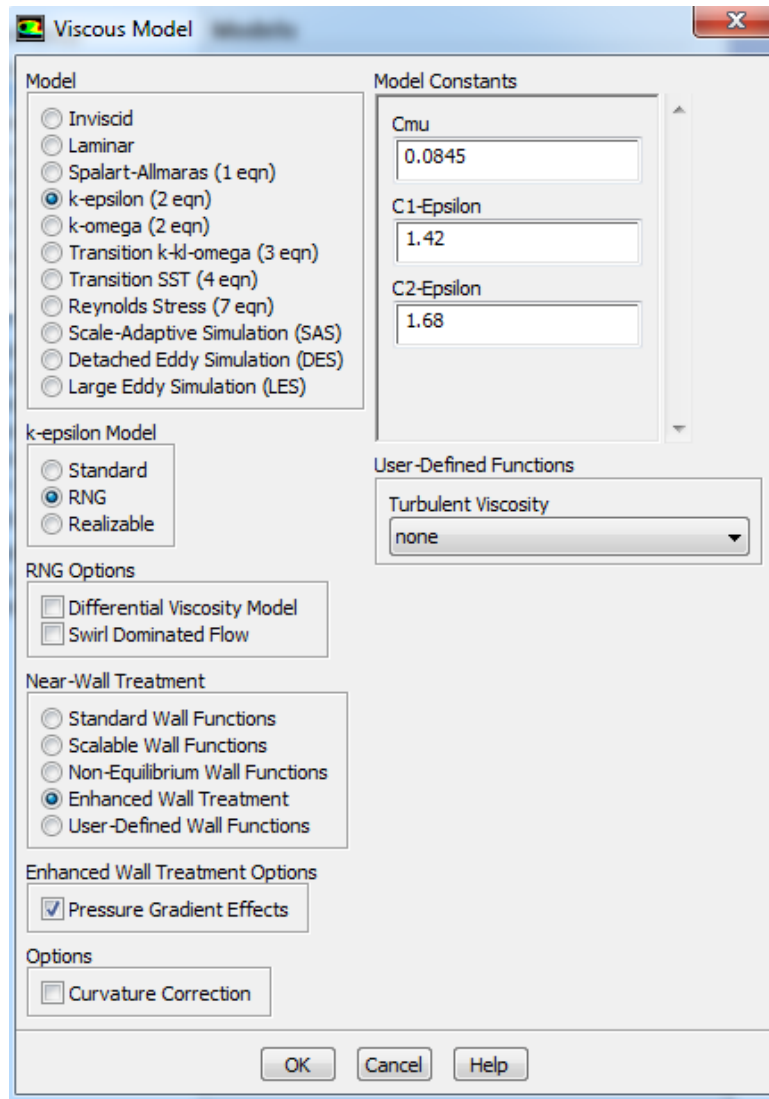 Viscous Model
Model
Inviscid
Laminar
Spalart-Allmaras (1 eqn)
k-epsilon (2 eqn)
k-omega (2 eqn)
Transition k-kl-omega (3 eqn)
Transition SST (4 eqn)
Reynolds Stress (7 eqn)
Scale-Adaptive Simulation (SAS)
Detached Eddy Simulation (DES)
Large Eddy Simulation (LES)
k-epsilon Model
Standard
RNG
Realizable
RNG Options
Differential Viscosity Model
Swirl Dominated Flow
Near-Wall Treatment
Standard Wall Functions
Scalable Wall Functions
Non-Equilibrium Wall Functions
Enhanced Wall Treatment
User-Defined Wall Functions
Enhanced Wall Treatment Options
Pressure Gradient Effects
Options
Curvature Correction
Model Constants
Cmu
0.0845
C1-Epsilon
1.42
C2-Epsilon
1.68
User-Defined Functions
Turbulent Viscosity
none
OK
Cancel
Help